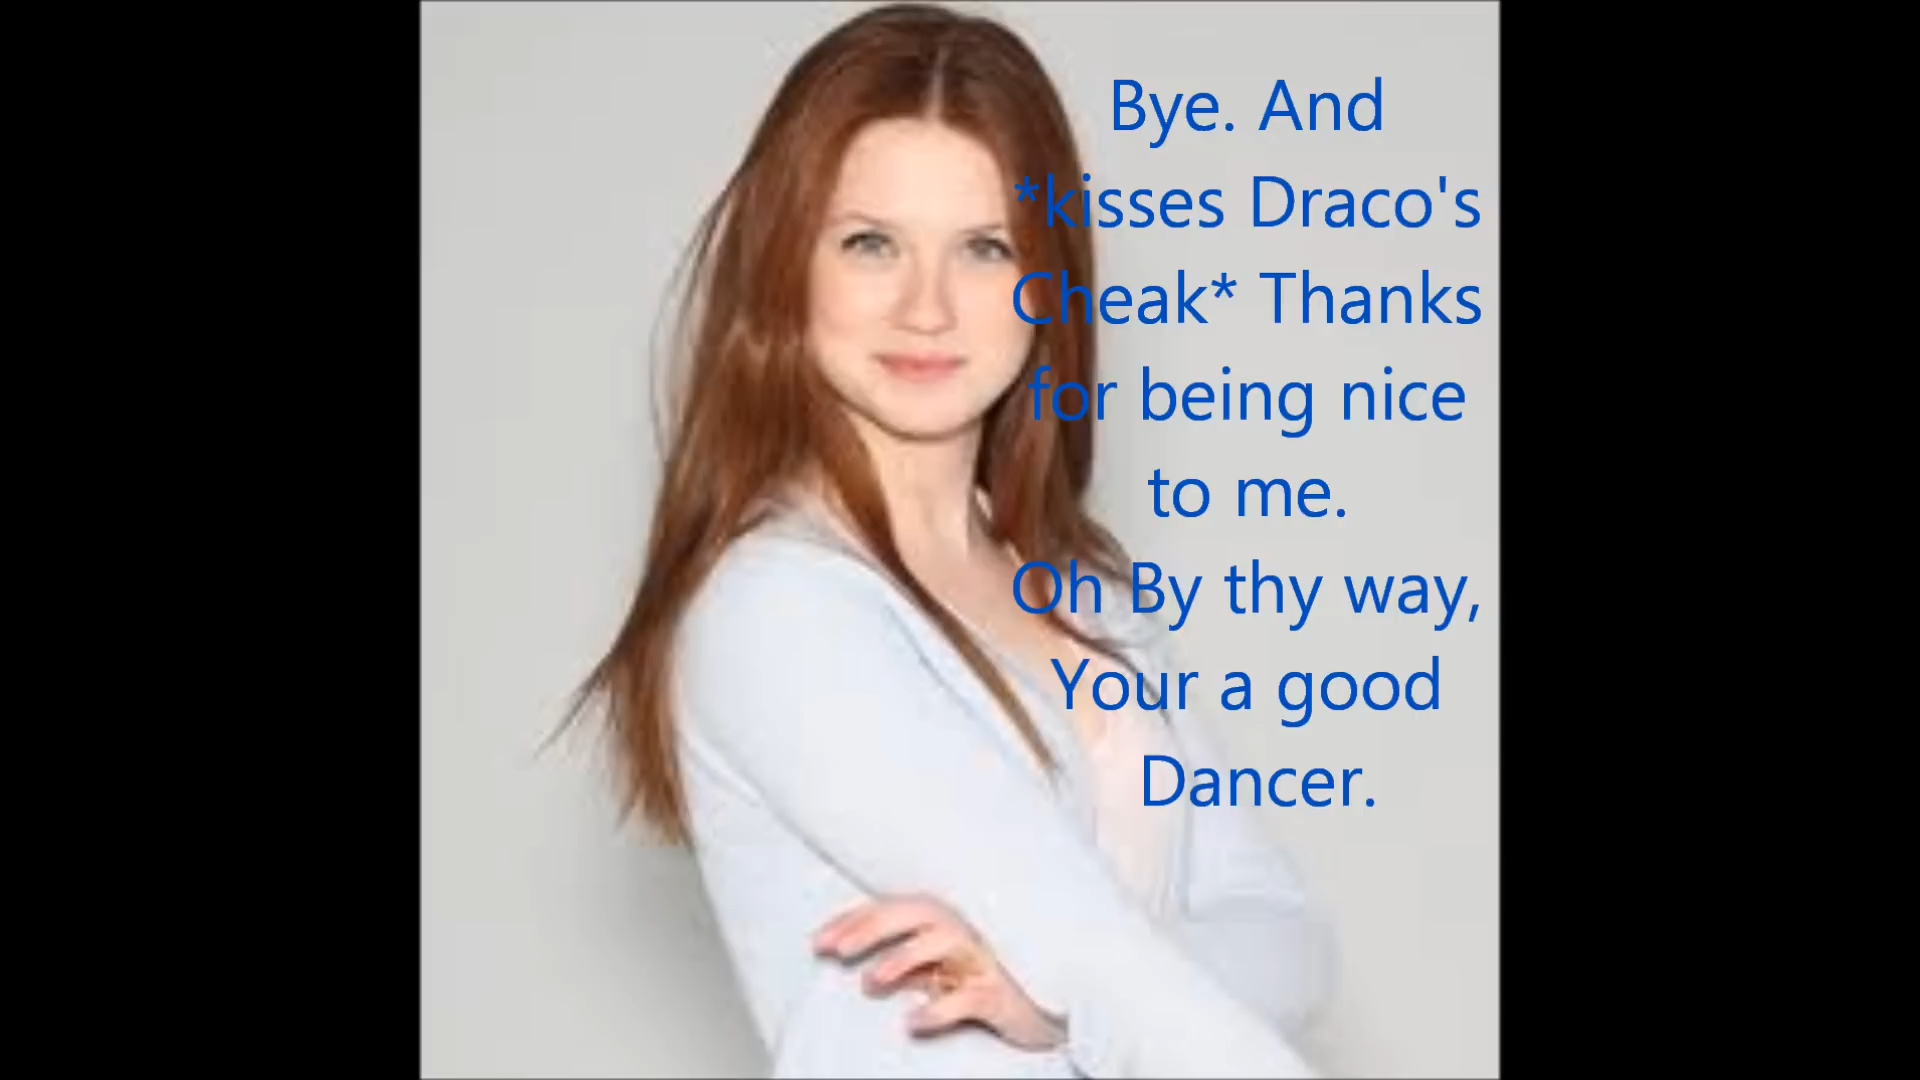 Bye. And
*kisses Draco's
Cheak* Thanks
for being nice
to me.
Oh By thy way,
Your a good
Dancer.